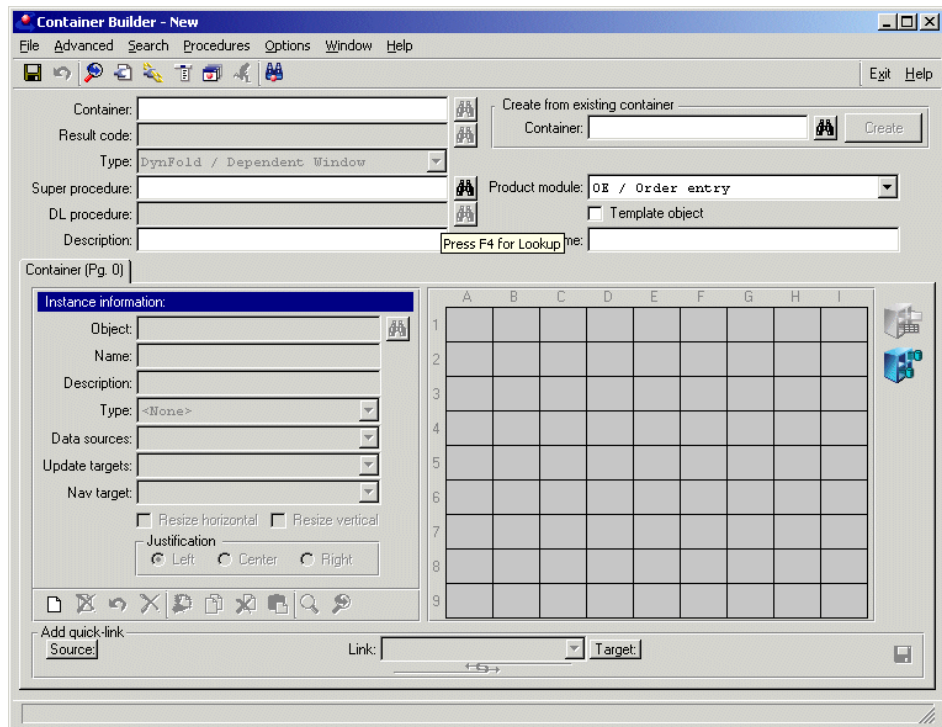 Container Builder - New
File Advanced Search Procedures Options Window Help
Exit Help
Container:
Create from existing container
Container:
Create
Result code:
Type: DynFold / Dependent Window
Super procedure:
Product module: OE / Order entry
DL procedure:
Template object
Description:
Press F4 for Lookup
me:
Container (Pg. 0)
Instance information:
Object:
Name:
Description:
Type: <None>
Data sources:
Update targets:
Nav target:
Resize horizontal Resize vertical
Justification
Left Center Right
A B C D E F G H I
1
2
3
4
5
6
7
8
9
Add quick-link
Source: Link: Target: